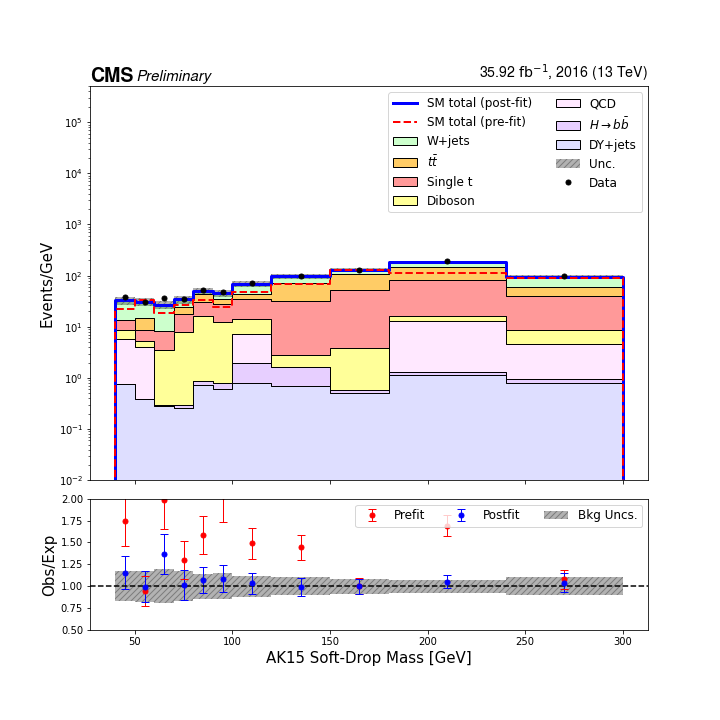 CMS Preliminary
35.92 fb⁻¹, 2016 (13 TeV)
SM total (post-fit)
SM total (pre-fit)
W+jets
tt̄
Single t
Diboson
QCD
H→bb̄
DY+jets
Unc.
Data
Events/GeV
10⁵
10⁴
10³
10²
10¹
10⁰
10⁻¹
10⁻²
Prefit
Postfit
Bkg Uncs.
Obs/Exp
2.00
1.75
1.50
1.25
1.00
0.75
0.50
50 100 150 200 250 300
AK15 Soft-Drop Mass [GeV]